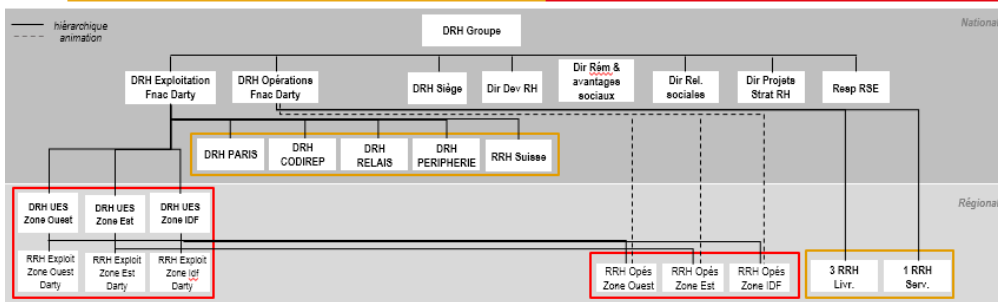 hiérarchique
animation
National
DRH Groupe
DRH Exploitation
Fnac Darty
DRH Opérations
Fnac Darty
DRH Siège
Dir Dev RH
Dir Rém &
avantages
sociaux
Dir Rel.
sociales
Dir Projets
Strat RH
Resp RSE
DRH PARIS
DRH
CODIREP
DRH
RELAIS
DRH
PERIPHERIE
RRH Suisse
Régional
DRH UES
Zone Ouest
DRH UES
Zone Est
DRH UES
Zone IDF
RRH Exploit
Zone Ouest
Darty
RRH Exploit
Zone Est
Darty
RRH Exploit
Zone Idf
Darty
RRH Opés
Zone Ouest
RRH Opés
Zone Est
RRH Opés
Zone IDF
3 RRH
Livr.
1 RRH
Serv.